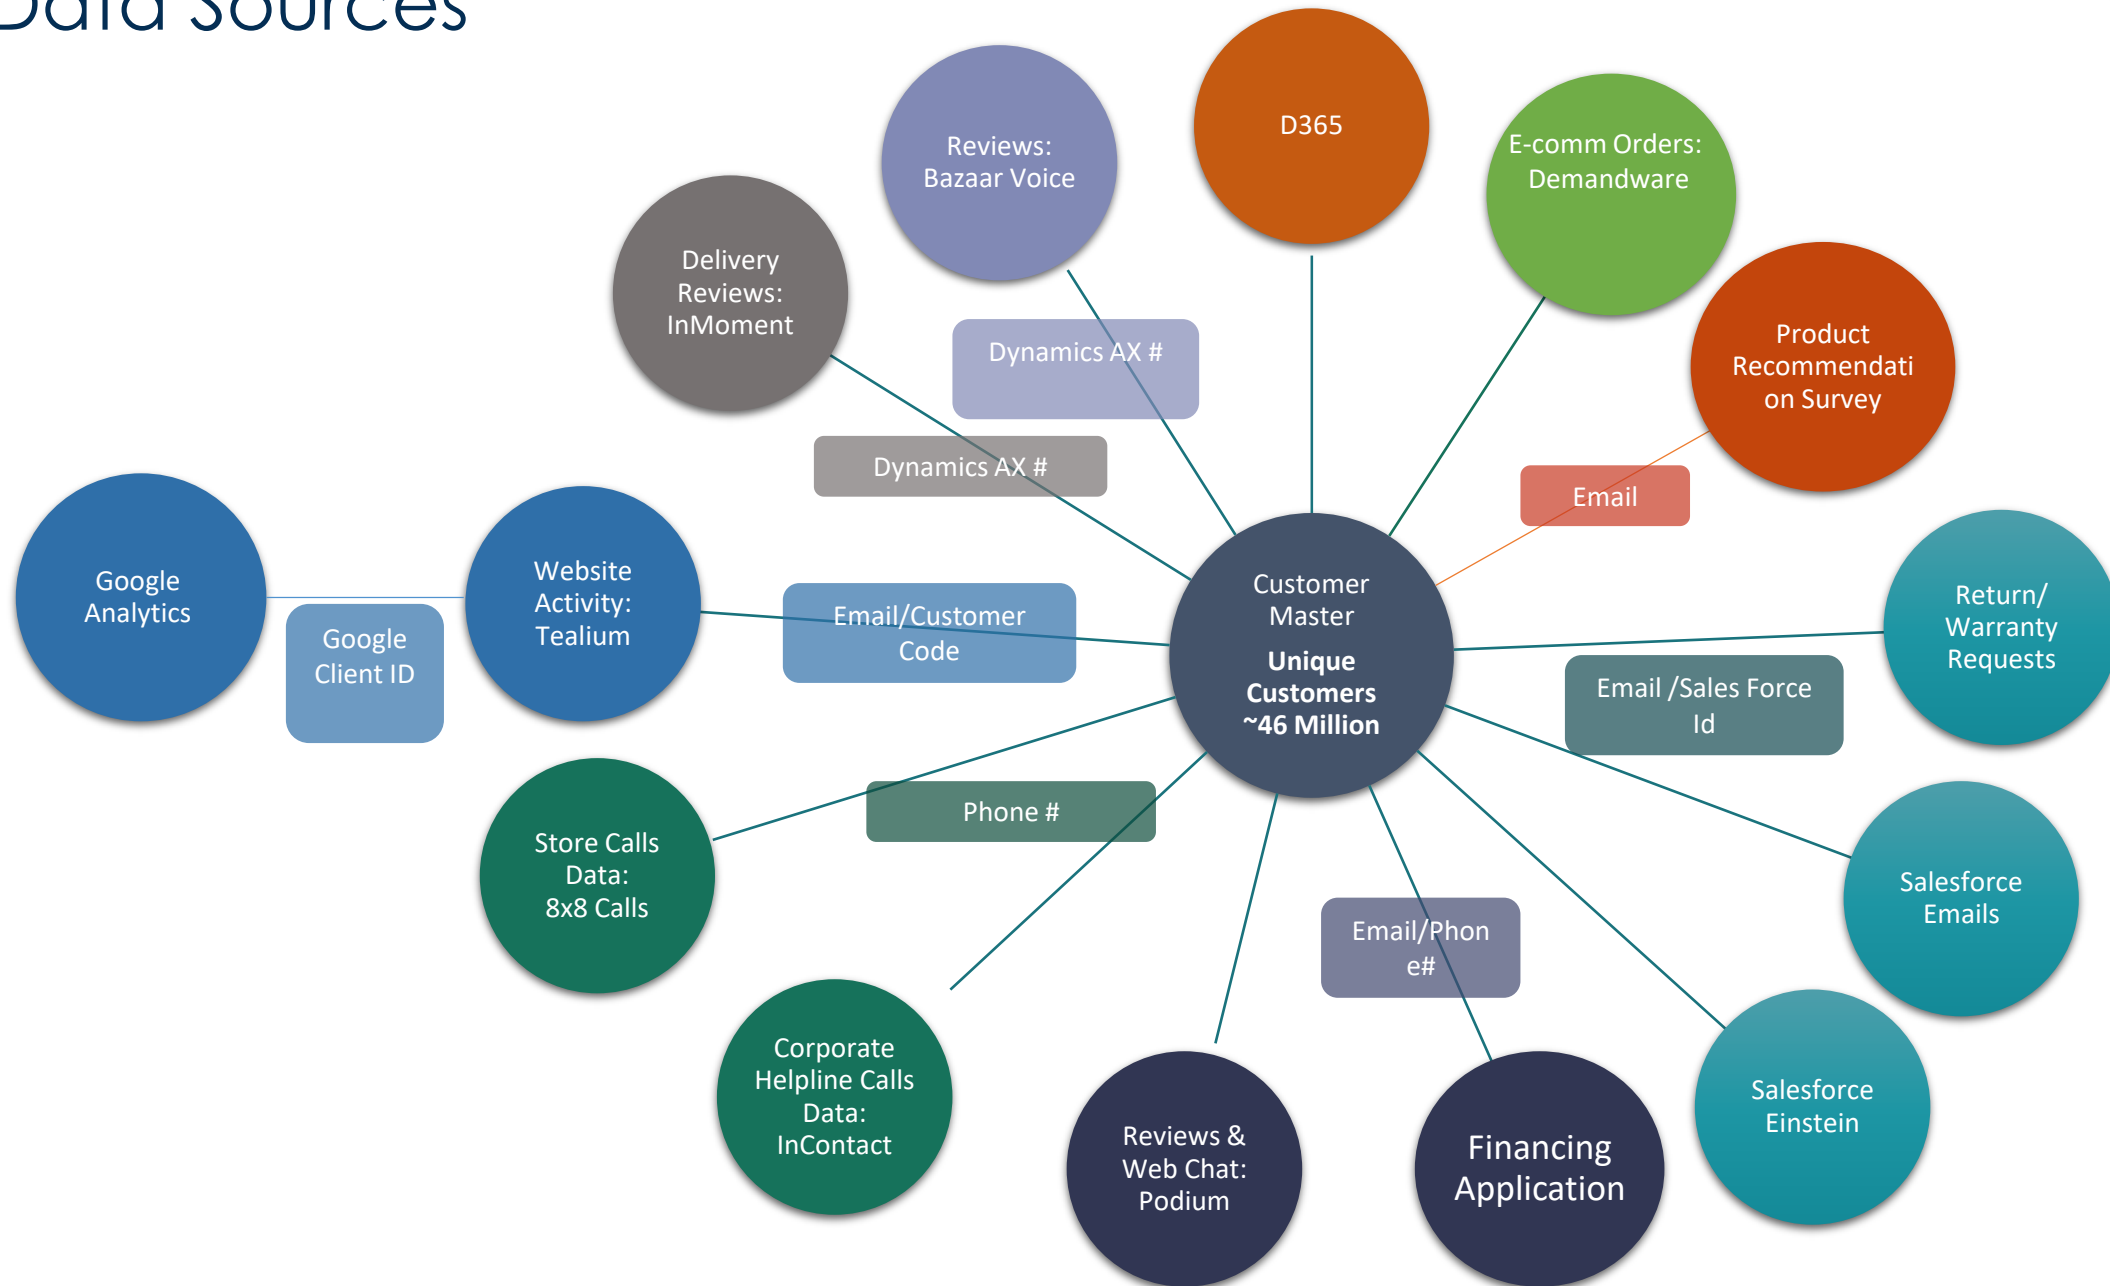 Data Sources
D365
Reviews:
Bazaar Voice
E-comm Orders:
Demandware
Delivery
Reviews:
InMoment
Product
Recommendati
on Survey
Dynamics AX #
Dynamics AX #
Email
Google
Analytics
Google
Client ID
Website
Activity:
Tealium
Email/Customer
Code
Customer
Master
Unique
Customers
~46 Million
Return/
Warranty
Requests
Email /Sales Force
Id
Phone #
Store Calls
Data:
8x8 Calls
Salesforce
Emails
Email/Phon
e#
Corporate
Helpline Calls
Data:
InContact
Reviews &
Web Chat:
Podium
Financing
Application
Salesforce
Einstein